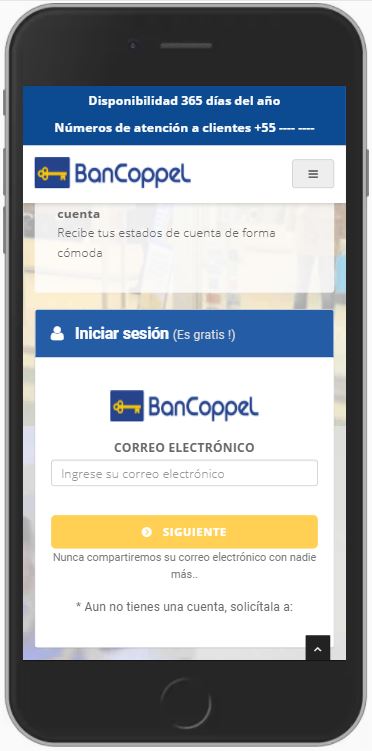 Disponibilidad 365 días del año
Números de atención a clientes +55 ---- ----
BanCoppel
cuenta
Recibe tus estados de cuenta de forma
cómoda
Iniciar sesión (Es gratis !)
BanCoppel
CORREO ELECTRÓNICO
Ingrese su correo electrónico
SIGUIENTE
Nunca compartiremos su correo electrónico con nadie
más..
* Aun no tienes una cuenta, solicítala a: